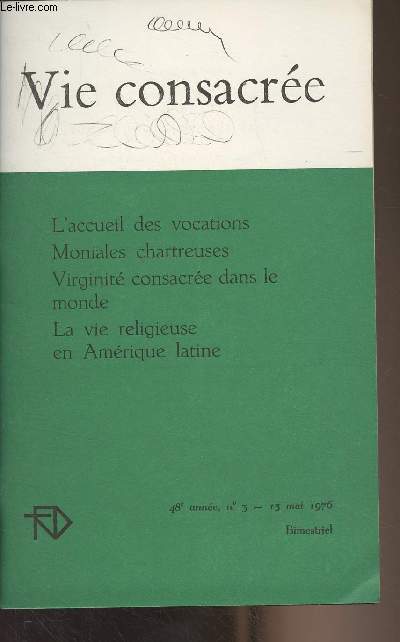 Le-livre.com
Vie consacrée
L'accueil des vocations
Moniales chartreuses
Virginité consacrée dans le
monde
La vie religieuse
en Amérique latine
48e année, n° 3 — 15 mai 1976
Bimestriel